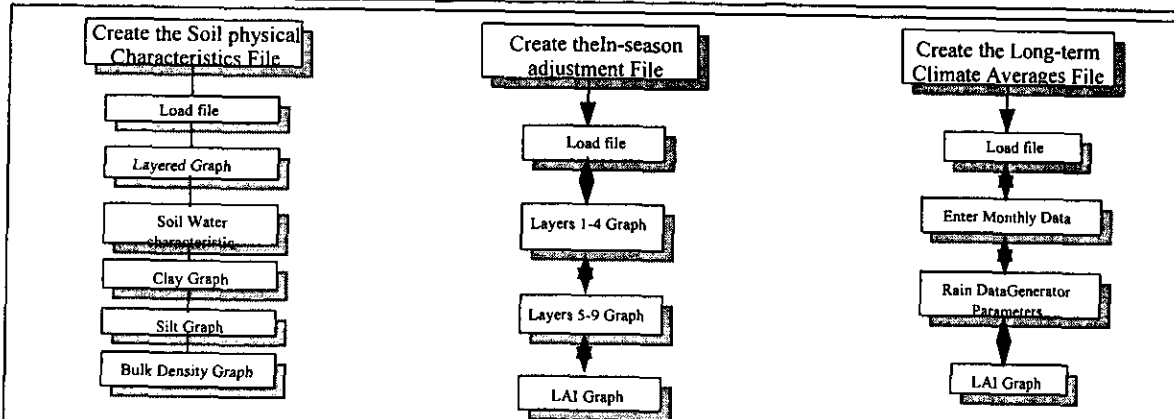 Create the Soil physical
Characteristics File
Load file
Layered Graph
Soil Water
characteristic
Clay Graph
Silt Graph
Bulk Density Graph
Create theIn-season
adjustment File
Load file
Layers 1-4 Graph
Layers 5-9 Graph
LAI Graph
Create the Long-term
Climate Averages File
Load file
Enter Monthly Data
Rain DataGenerator
Parameters
LAI Graph